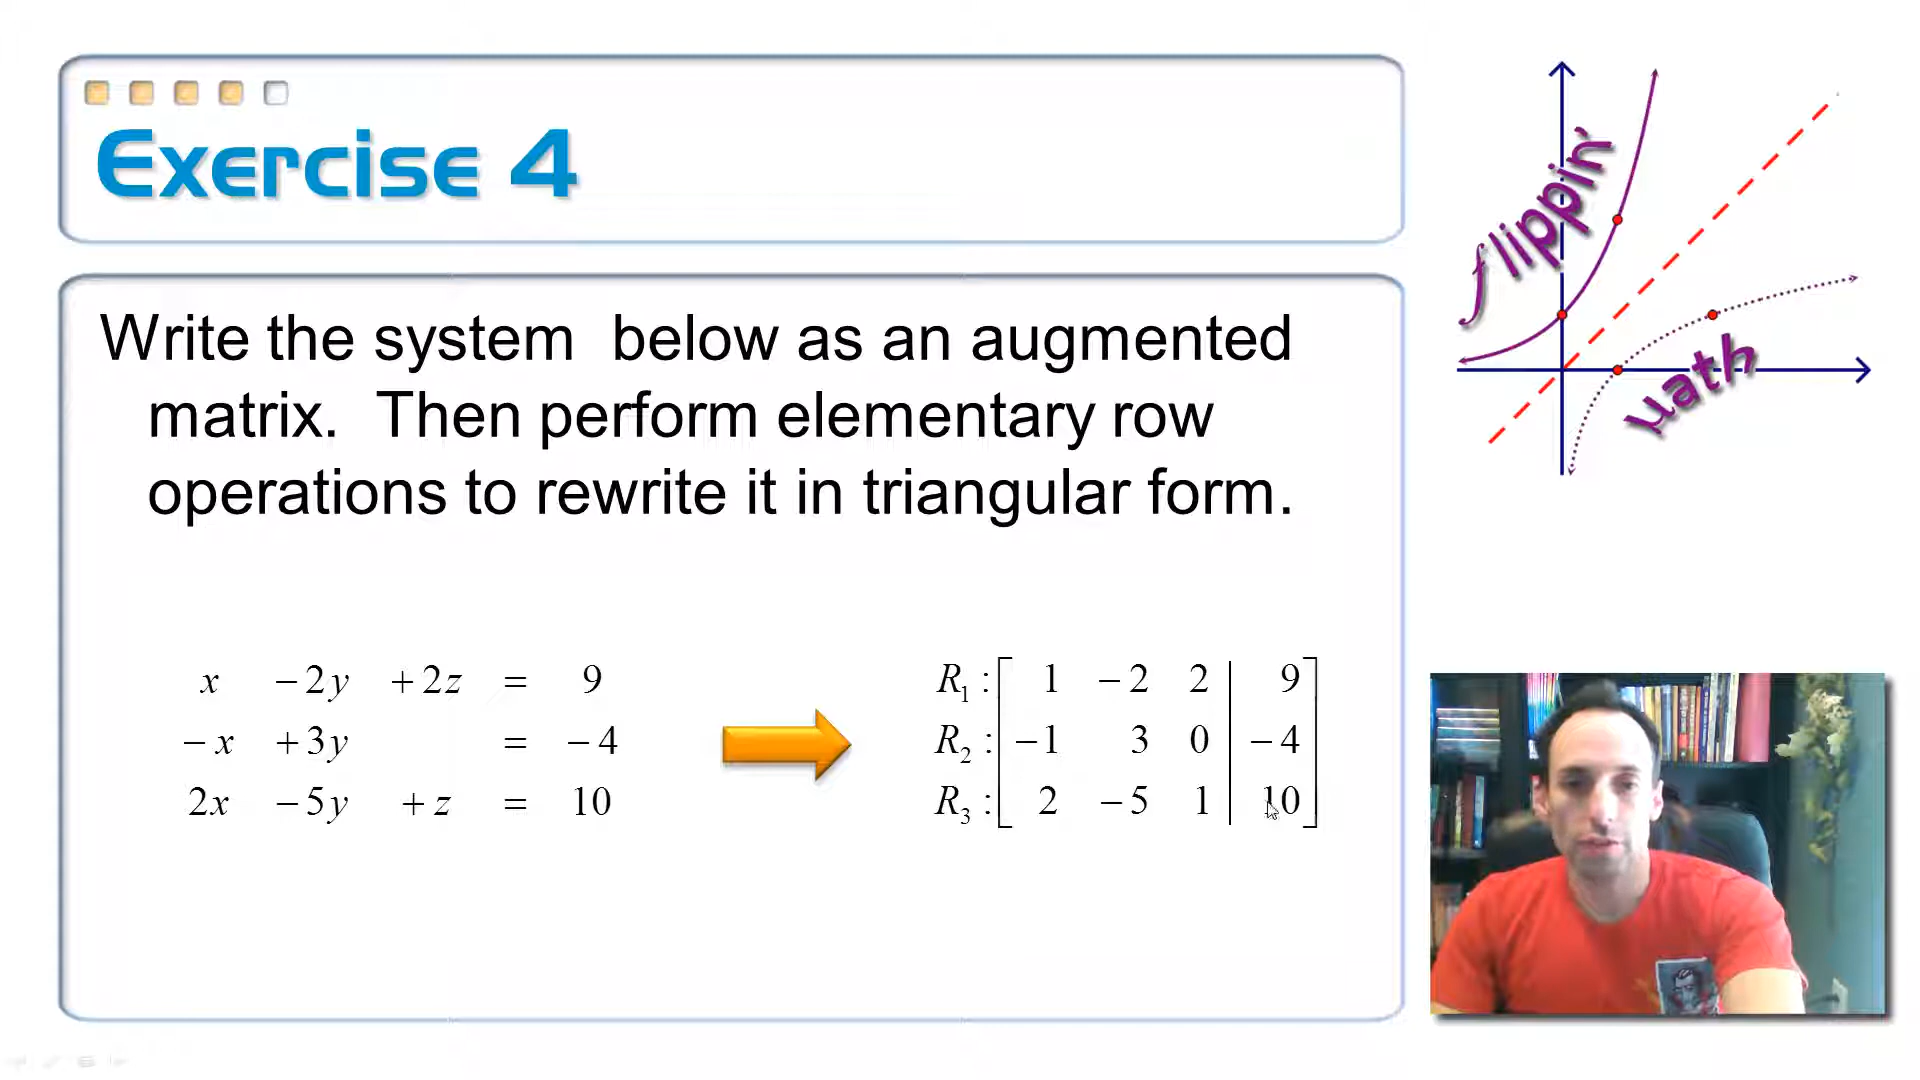 Exercise 4
flippin'
math
Write the system below as an augmented
matrix. Then perform elementary row
operations to rewrite it in triangular form.
x − 2y + 2z = 9
− x + 3y = − 4
2x − 5y + z = 10
R₁ : [ 1 − 2 2 | 9 ]
R₂ : [ − 1 3 0 | − 4 ]
R₃ : [ 2 − 5 1 | 10 ]